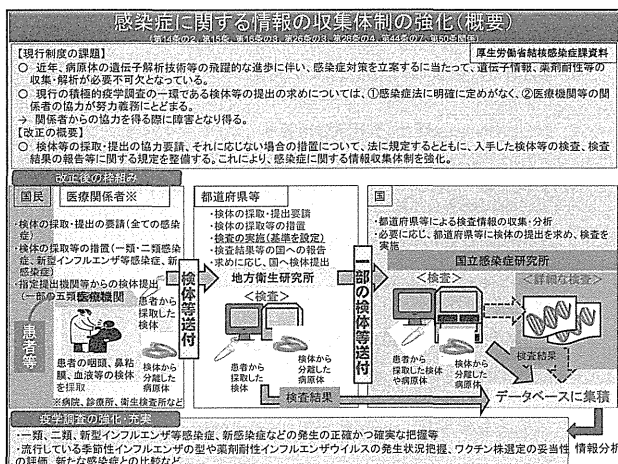 感染症に関する情報の収集体制の強化(概要)
(第14条の2、第15条、第16条の3、第26条の3、第26条の4、第44条の7、第50条関係)
厚生労働省結核感染症課資料
【現行制度の課題】
○ 近年、病原体の遺伝子解析技術等の飛躍的な進歩に伴い、感染症対策を立案するに当たって、遺伝子情報、薬剤耐性等の
収集・解析が必要不可欠となっている。
○ 現行の積極的疫学調査の一環である検体等の提出の求めについては、①感染症法に明確に定めがなく、②医療機関等の関
係者の協力が努力義務にとどまる。
→ 関係者からの協力を得る際に障害となり得る。
【改正の概要】
○ 検体等の採取・提出の協力要請、それに応じない場合の措置について、法に規定するとともに、入手した検体等の検査、検査
結果の報告等に関する規定を整備する。これにより、感染症に関する情報収集体制を強化。
改正後の枠組み
国民
医療関係者※
・検体の採取・提出の要請(全ての感染
症)
・検体の採取等の措置(一類・二類感染
症、新型インフルエンザ等感染症、新
感染症)
・指定提出機関等からの検体提出
(一部の五類感染症)
医療機関
患者等
患者から
採取した
検体
患者の咽頭、鼻粘
膜、血液等の検体
を採取
検体から
分離した
病原体
※病院、診療所、衛生検査所など
検体等送付
都道府県等
・検体の採取・提出要請
・検体の採取等の措置
・検査の実施(基準を設定)
・検査結果等の国への報告
・求めに応じ、国へ検体提出
地方衛生研究所
<検査>
患者から
採取した
検体
検体から
分離した
病原体
検査結果
一部の検体等送付
国
・都道府県等による検査情報の収集・分析
・必要に応じ、都道府県等に検体の提出を求め、検査を
実施
国立感染症研究所
<検査>
<詳細な検査>
患者から
採取した検体
や病原体
検体から
分離した
病原体
検査結果
データベースに集積
疫学調査の強化・充実
・一類、二類、新型インフルエンザ等感染症、新感染症などの発生の正確かつ確実な把握等
・流行している季節性インフルエンザの型や薬剤耐性インフルエンザウイルスの発生状況把握、ワクチン株選定の妥当性
の評価、新たな感染症との比較など
情報分析